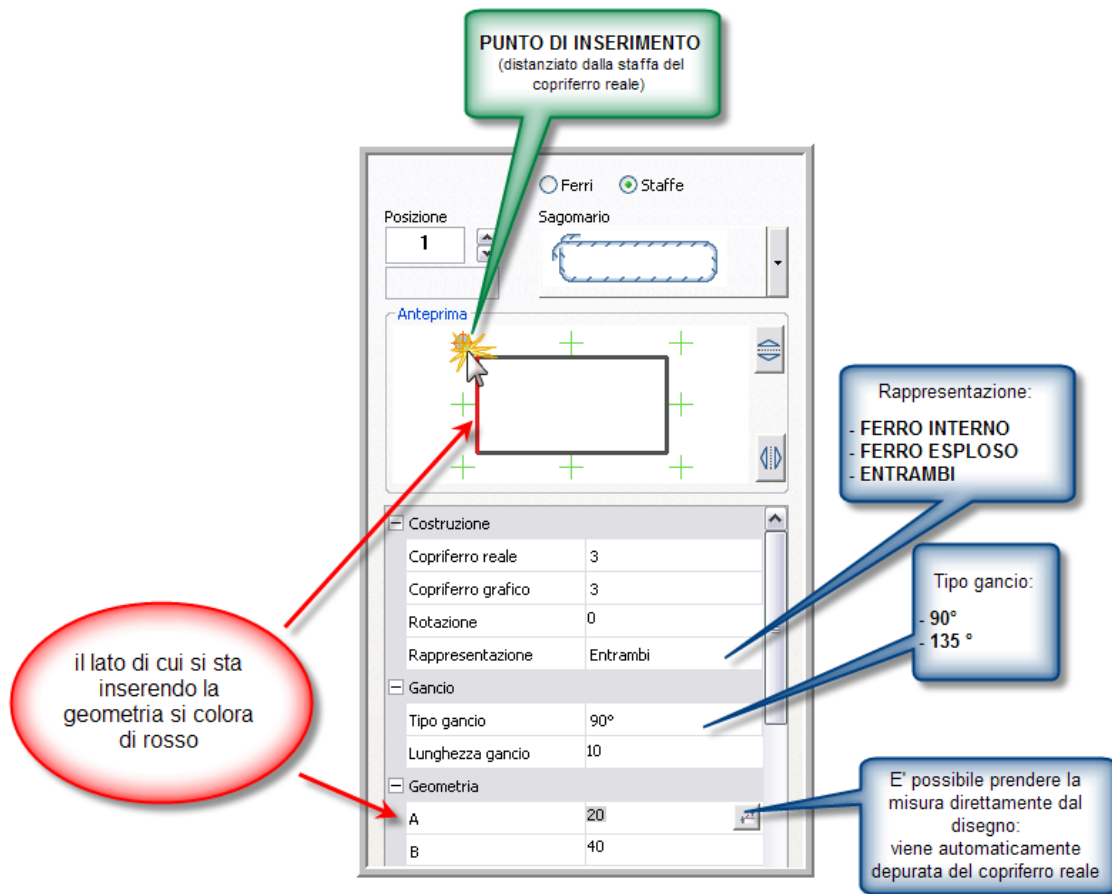 PUNTO DI INSERIMENTO
(distanziato dalla staffa del
copriferro reale)
Ferri
Staffe
Posizione
Sagomario
1
Anteprima
Rappresentazione:
- FERRO INTERNO
- FERRO ESPLOSO
- ENTRAMBI
Costruzione
Copriferro reale 3
Copriferro grafico 3
Rotazione 0
Rappresentazione Entrambi
Gancio
Tipo gancio 90°
Lunghezza gancio 10
Geometria
A 20
B 40
Tipo gancio:
- 90°
- 135 °
il lato di cui si sta
inserendo la
geometria si colora
di rosso
E' possibile prendere la
misura direttamente dal
disegno:
viene automaticamente
depurata del copriferro reale